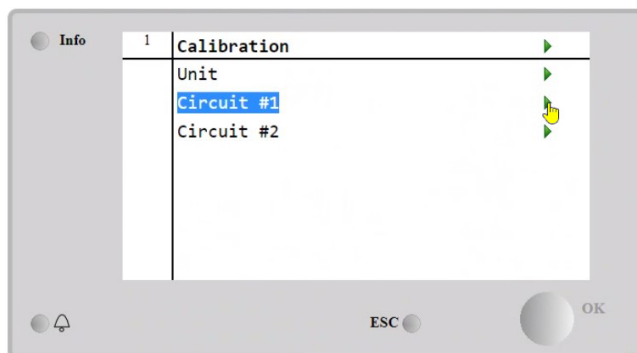 Info
1 Calibration
Unit
Circuit #1
Circuit #2
ESC
OK